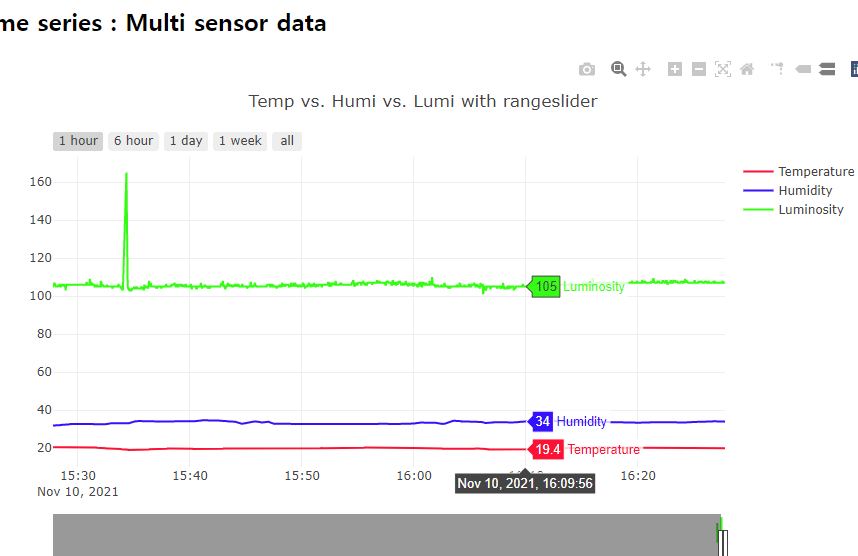 me series : Multi sensor data
Temp vs. Humi vs. Lumi with rangeslider
1 hour 6 hour 1 day 1 week all
Temperature
Humidity
Luminosity
160
140
120
100
80
60
40
20
105 Luminosity
34 Humidity
19.4 Temperature
15:30 15:40 15:50 16:00 16:20
Nov 10, 2021
Nov 10, 2021, 16:09:56